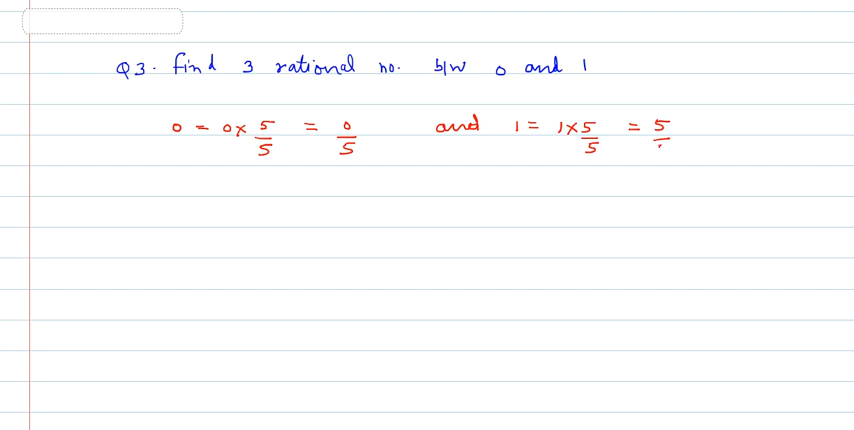 Q3. find 3 rational no. b/w 0 and 1
0 = 0 × 5/5 = 0/5 and 1 = 1 × 5/5 = 5/